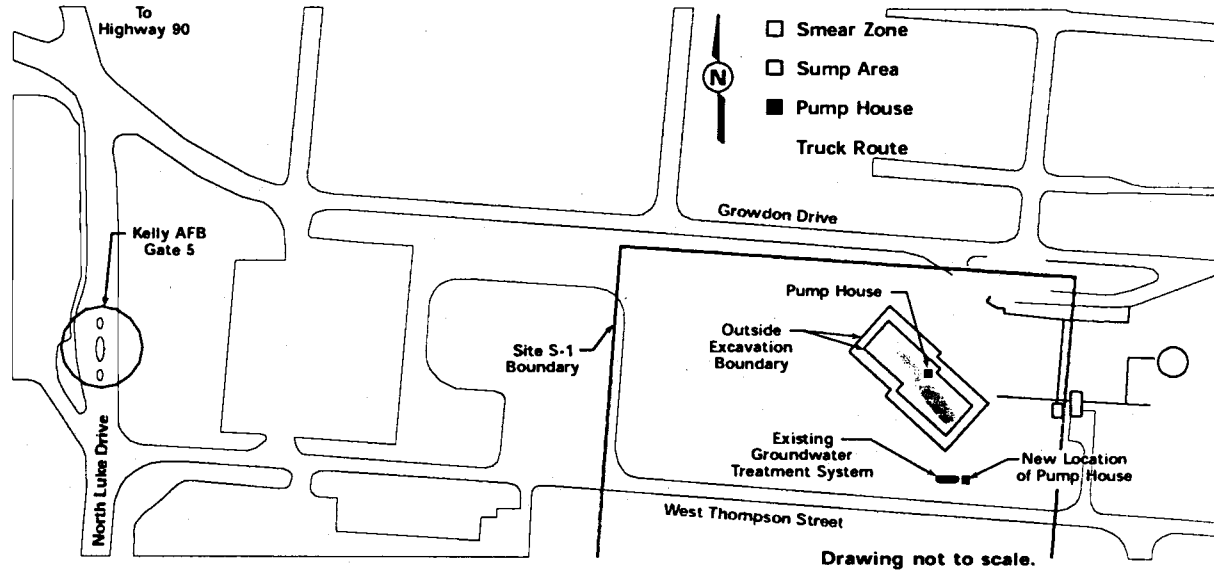 To
Highway 90
N
Smear Zone
Sump Area
Pump House
Truck Route
Growdon Drive
Kelly AFB
Gate 5
Pump House
Outside
Excavation
Boundary
Site S-1
Boundary
Existing
Groundwater
Treatment System
New Location
of Pump House
North Luke Drive
West Thompson Street
Drawing not to scale.